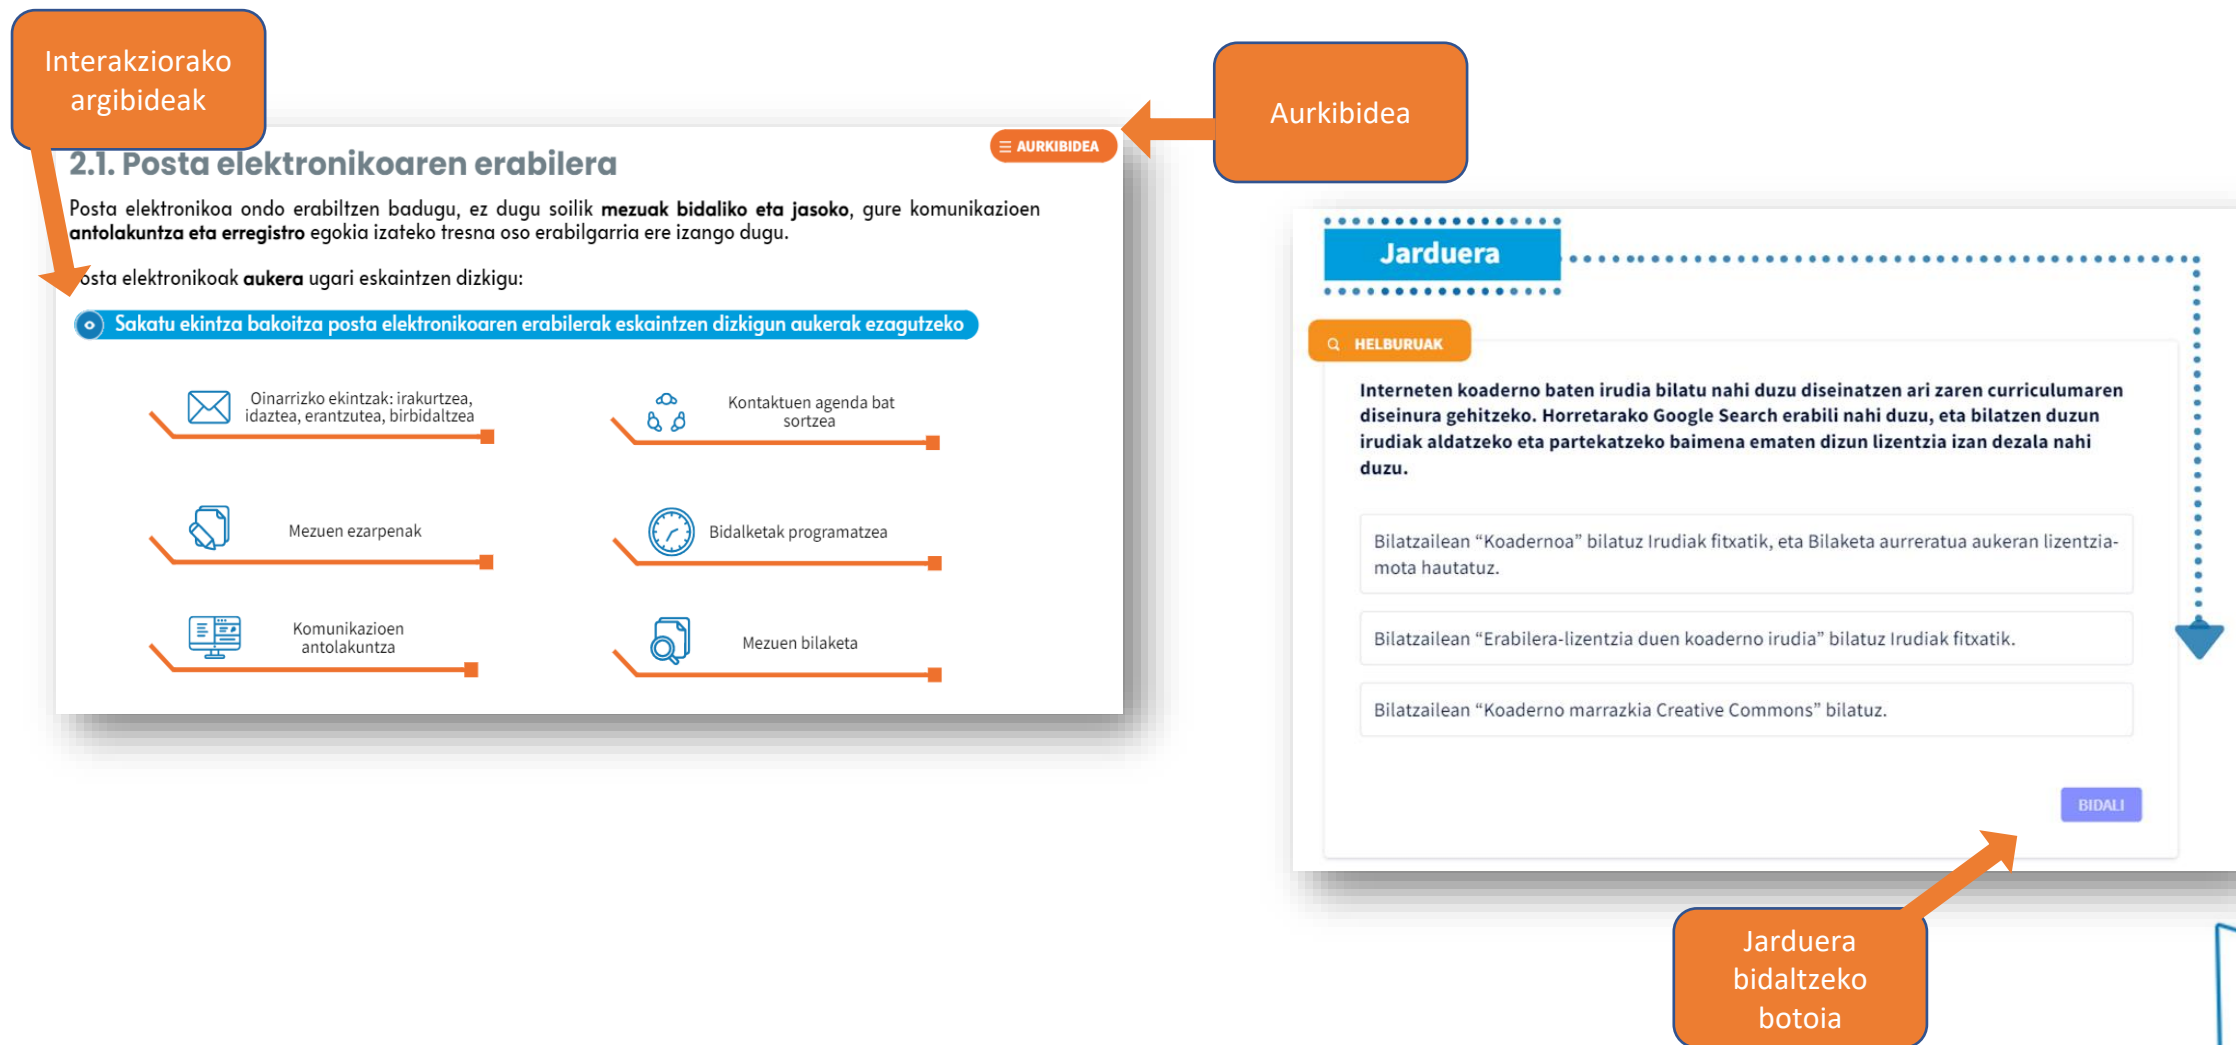 Interakziorako
argibideak
Aurkibidea
2.1. Posta elektronikoaren erabilera
AURKIBIDEA
Posta elektronikoa ondo erabiltzen badugu, ez dugu soilik mezuak bidaliko eta jasoko, gure komunikazioen
antolakuntza eta erregistro egokia izateko tresna oso erabilgarria ere izango dugu.
osta elektronikoak aukera ugari eskaintzen dizkigu:
Sakatu ekintza bakoitza posta elektronikoaren erabilerak eskaintzen dizkigun aukerak ezagutzeko
Oinarrizko ekintzak: irakurtzea,
idaztea, erantzutea, birbidaltzea
Kontaktuen agenda bat
sortzea
Mezuen ezarpenak
Bidalketak programatzea
Komunikazioen
antolakuntza
Mezuen bilaketa
Jarduera
HELBURUAK
Interneten koaderno baten irudia bilatu nahi duzu diseinatzen ari zaren curriculumaren
diseinura gehitzeko. Horretarako Google Search erabili nahi duzu, eta bilatzen duzun
irudiak aldatzeko eta partekatzeko baimena ematen dizun lizentzia izan dezala nahi
duzu.
Bilatzailean “Koadernoa” bilatuz Irudiak fitxatik, eta Bilaketa aurreratua aukeran lizentzia-
mota hautatuz.
Bilatzailean “Erabilera-lizentzia duen koaderno irudia” bilatuz Irudiak fitxatik.
Bilatzailean “Koaderno marrazkia Creative Commons” bilatuz.
BIDALI
Jarduera
bidaltzeko
botoia